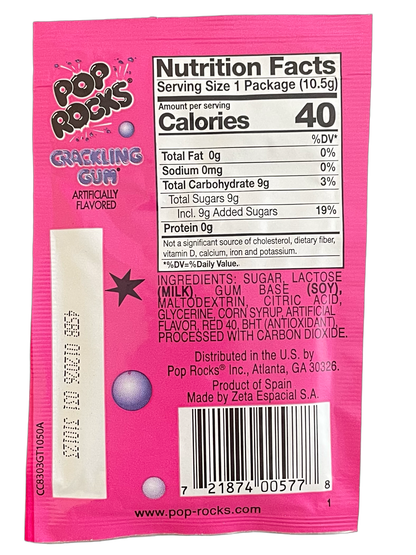 POP
ROCKS®
CRACKLING
GUM®
ARTIFICIALLY
FLAVORED
Nutrition Facts
Serving Size 1 Package (10.5g)
Amount per serving
Calories 40
%DV*
Total Fat 0g 0%
Sodium 0mg 0%
Total Carbohydrate 9g 3%
Total Sugars 9g
Incl. 9g Added Sugars 19%
Protein 0g
Not a significant source of cholesterol, dietary fiber,
vitamin D, calcium, iron and potassium.
*%DV=%Daily Value.
INGREDIENTS: SUGAR, LACTOSE
(MILK), GUM BASE (SOY),
MALTODEXTRIN, CITRIC ACID,
GLYCERINE, CORN SYRUP, ARTIFICIAL
FLAVOR, RED 40, BHT (ANTIOXIDANT).
PROCESSED WITH CARBON DIOXIDE.
Distributed in the U.S. by
Pop Rocks® Inc., Atlanta, GA 30326.
Product of Spain
Made by Zeta Espacial S.A.
7 21874 00577 8
www.pop-rocks.com
1
CC8303GT1050A